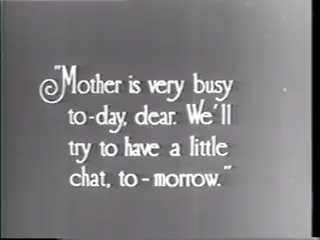 "Mother is very busy
to-day, dear. We'll
try to have a little
chat, to-morrow."